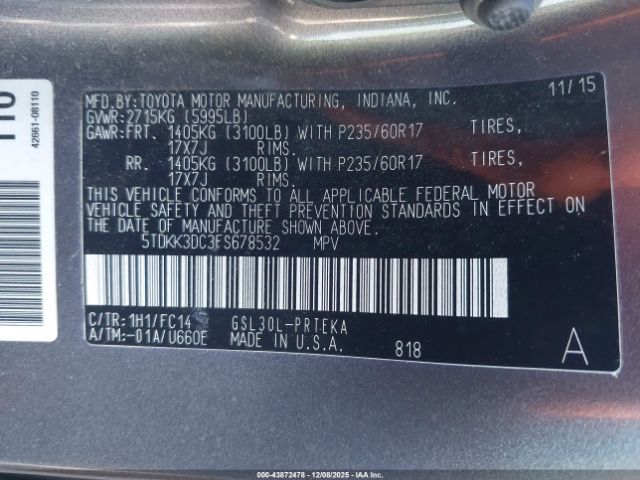 MFD.BY:TOYOTA MOTOR MANUFACTURING, INDIANA, INC. 11/15
GVWR:2715KG (5995LB)
GAWR:FRT. 1405KG (3100LB) WITH P235/60R17 TIRES,
17X7J RIMS.
RR. 1405KG (3100LB) WITH P235/60R17 TIRES,
17X7J RIMS.
THIS VEHICLE CONFORMS TO ALL APPLICABLE FEDERAL MOTOR
VEHICLE SAFETY AND THEFT PREVENTION STANDARDS IN EFFECT ON
THE DATE OF MANUFACTURE SHOWN ABOVE.
5TDKK3DC3FS678532 MPV
C/TR:1H1/FC14 GSL30L-PRTEKA
A/TM:-01A/U660E MADE IN U.S.A. 818 A
110
42661-08110
000-43872478 • 12/08/2025 • IAA Inc.